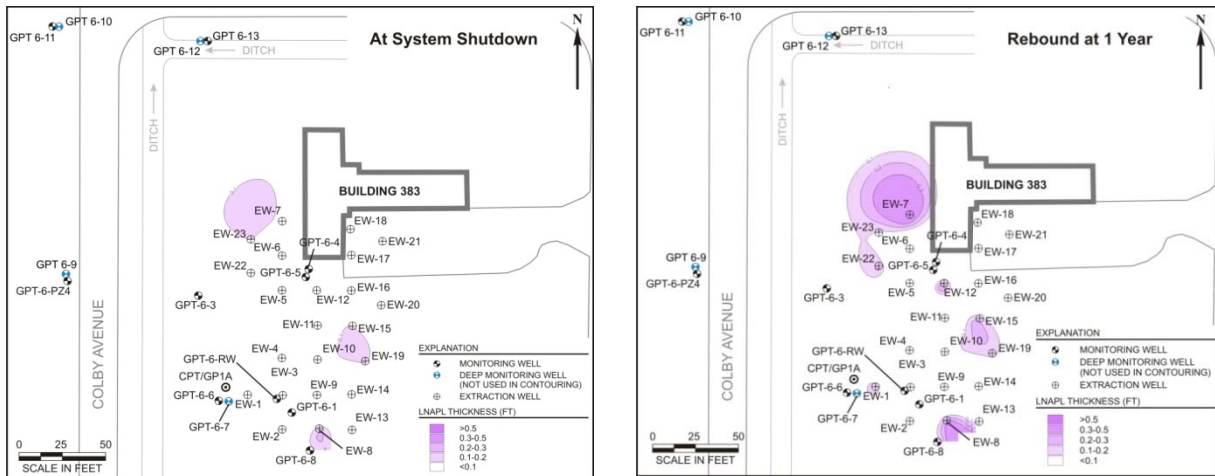 GPT 6-10
GPT 6-11
GPT 6-13
GPT 6-12
DITCH
At System Shutdown
N
DITCH
BUILDING 383
EW-7
EW-18
EW-23
GPT-6-4
EW-6
EW-21
GPT 6-9
EW-22
GPT-6-5
EW-17
GPT-6-PZ4
GPT-6-3
EW-5
EW-12
EW-16
EW-20
COLBY AVENUE
EW-11
EW-15
EW-4
EW-10
GPT-6-RW
EW-19
CPT/GP1A
EW-3
GPT-6-6
EW-1
EW-9
EW-14
GPT-6-7
GPT-6-1
EW-13
EW-2
EW-8
GPT-6-8
EXPLANATION
MONITORING WELL
DEEP MONITORING WELL
(NOT USED IN CONTOURING)
EXTRACTION WELL
LNAPL THICKNESS (FT)
>0.5
0.3-0.5
0.2-0.3
0.1-0.2
<0.1
0 25 50
SCALE IN FEET
GPT 6-10
GPT 6-11
GPT 6-13
GPT 6-12
DITCH
Rebound at 1 Year
N
DITCH
BUILDING 383
EW-7
EW-18
EW-23
GPT-6-4
EW-6
EW-21
GPT 6-9
EW-22
GPT-6-5
EW-17
GPT-6-PZ4
GPT-6-3
EW-5
EW-12
EW-16
EW-20
COLBY AVENUE
EW-11
EW-15
EW-4
EW-10
GPT-6-RW
EW-19
CPT/GP1A
EW-3
GPT-6-6
EW-1
EW-9
EW-14
GPT-6-7
GPT-6-1
EW-13
EW-2
EW-8
GPT-6-8
EXPLANATION
MONITORING WELL
DEEP MONITORING WELL
(NOT USED IN CONTOURING)
EXTRACTION WELL
LNAPL THICKNESS (FT)
>0.5
0.3-0.5
0.2-0.3
0.1-0.2
<0.1
0 25 50
SCALE IN FEET